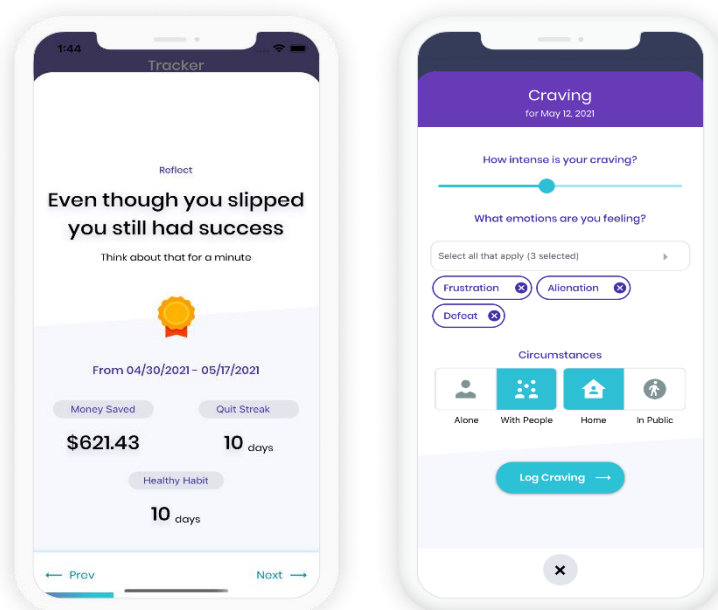 1:44
Tracker
Reflect
Even though you slipped
you still had success
Think about that for a minute
From 04/30/2021 - 05/17/2021
Money Saved
Quit Streak
$621.43
10 days
Healthy Habit
10 days
← Prev
Next →
Craving
for May 12, 2021
How intense is your craving?
What emotions are you feeling?
Select all that apply (3 selected)
Frustration
Alienation
Defeat
Circumstances
Alone
With People
Home
In Public
Log Craving →